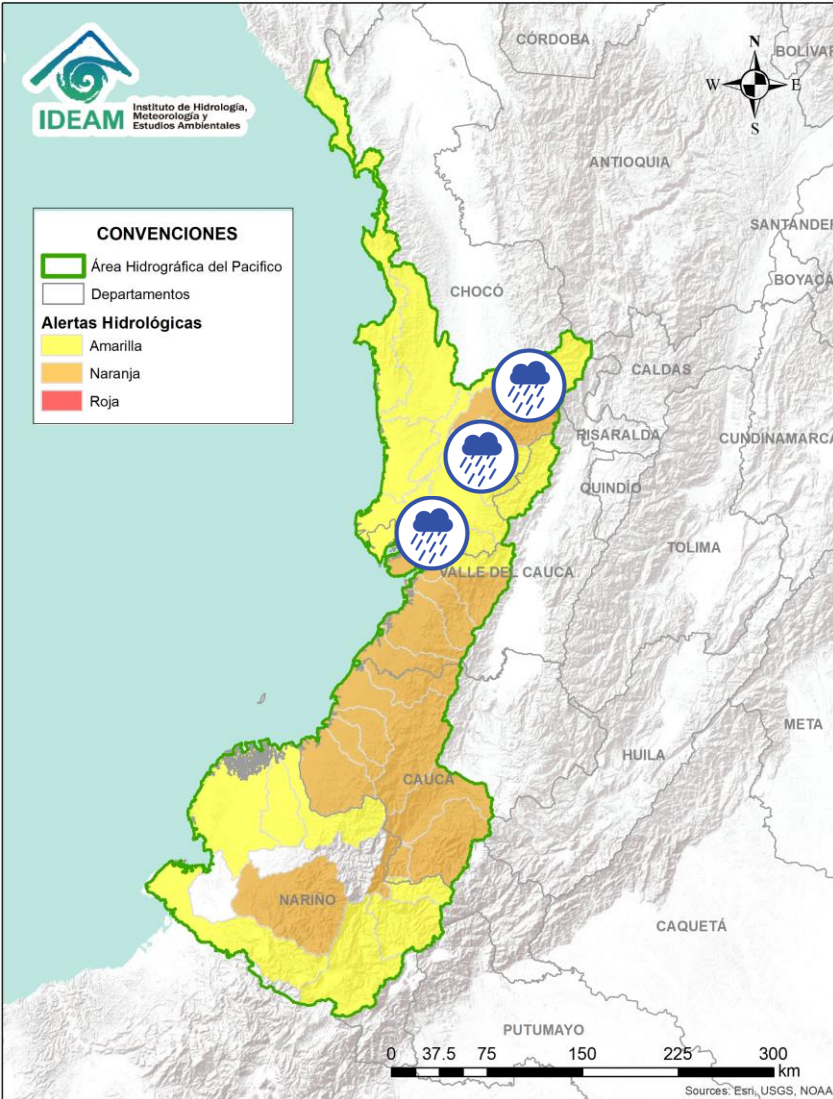 IDEAM
Instituto de Hidrología,
Meteorología y
Estudios Ambientales
CÓRDOBA
BOLÍVAR
N
W
E
S
ANTIOQUIA
SANTANDER
CONVENCIONES
Área Hidrográfica del Pacifico
Departamentos
Alertas Hidrológicas
Amarilla
Naranja
Roja
BOYACÁ
CHOCÓ
CALDAS
RISARALDA
CUNDINAMARCA
QUINDÍO
TOLIMA
VALLE DEL CAUCA
META
HUILA
CAUCA
NARIÑO
CAQUETÁ
PUTUMAYO
0 37.5 75 150 225 300
km
Sources: Esri, USGS, NOAA